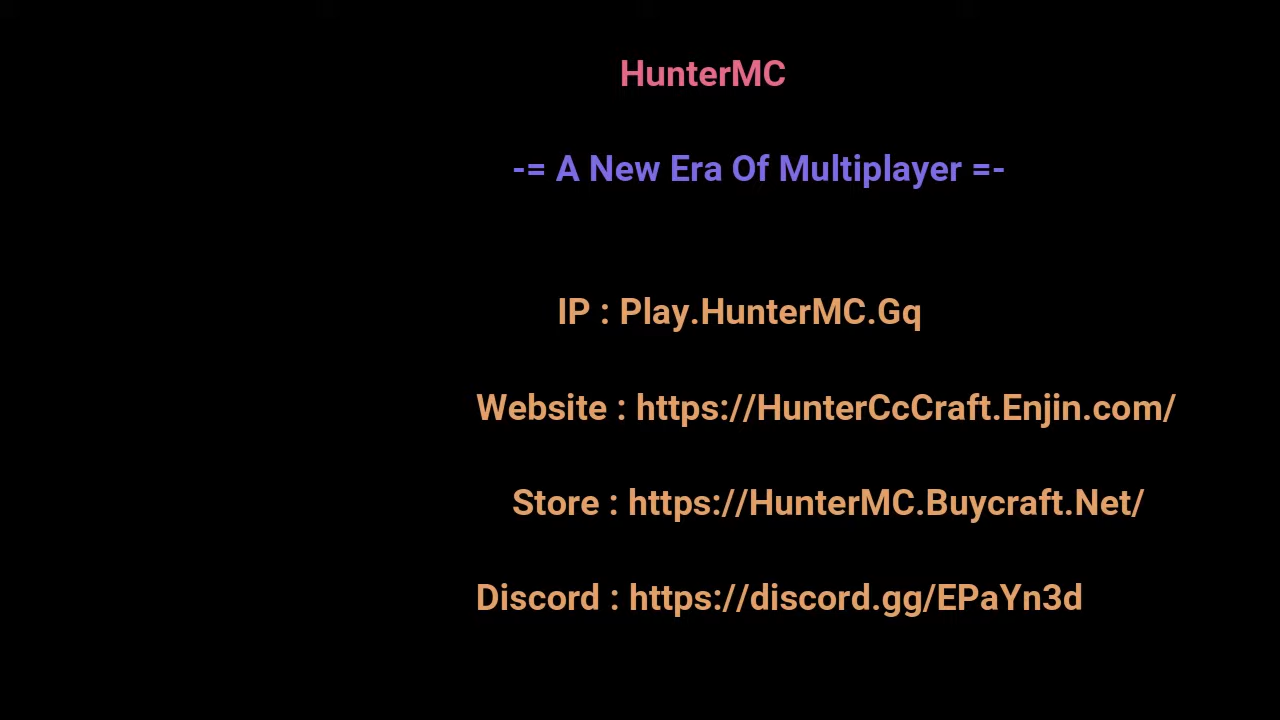 HunterMC
-= A New Era Of Multiplayer =-
IP : Play.HunterMC.Gq
Website : https://HunterCcCraft.Enjin.com/
Store : https://HunterMC.Buycraft.Net/
Discord : https://discord.gg/EPaYn3d